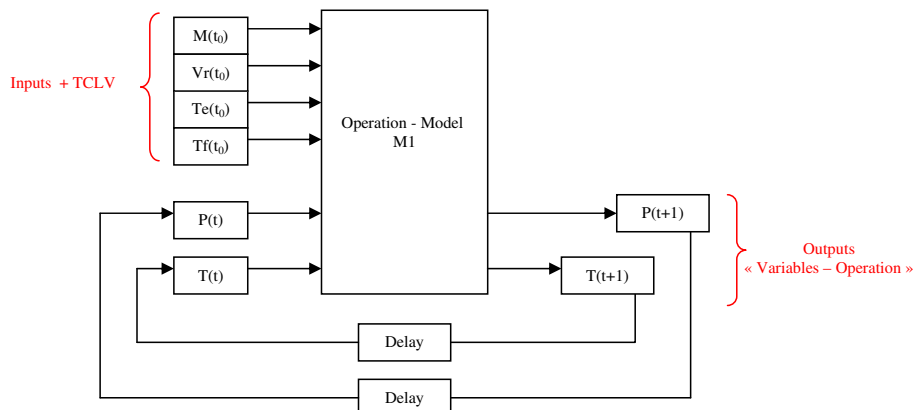 M(t0)
Vr(t0)
Te(t0)
Tf(t0)
Inputs + TCLV
Operation - Model
M1
P(t)
T(t)
P(t+1)
T(t+1)
Outputs
« Variables – Operation »
Delay
Delay